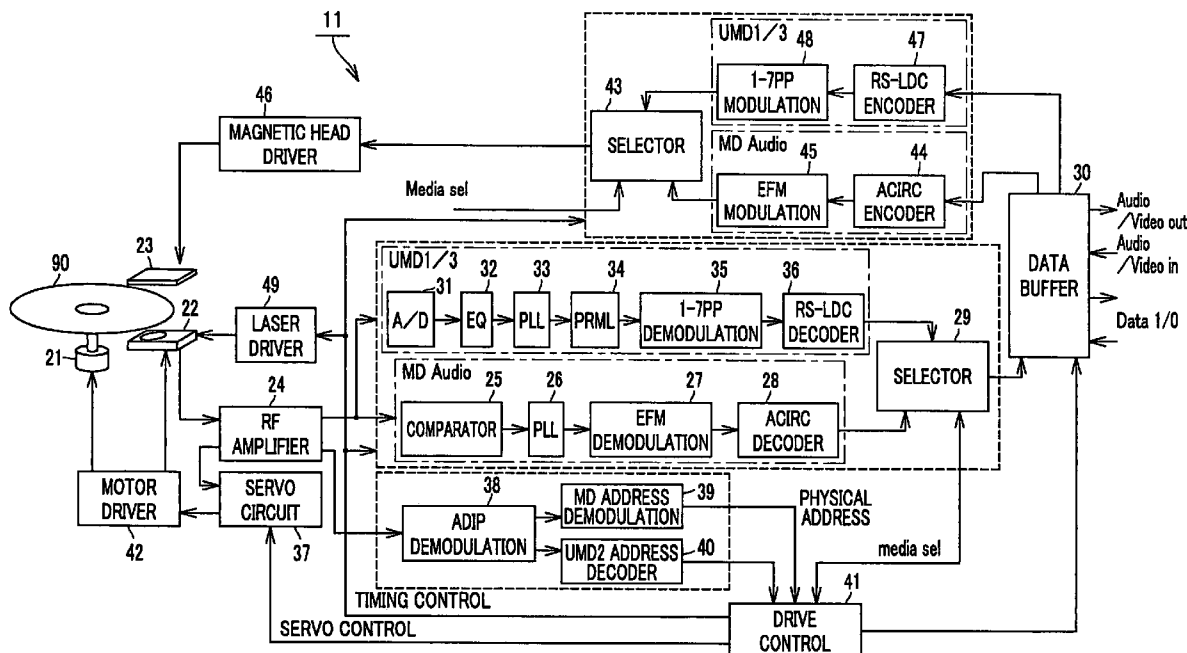 11
UMD1/3
48
47
1-7PP
MODULATION
RS-LDC
ENCODER
43
SELECTOR
46
MAGNETIC HEAD
DRIVER
MD Audio
45
44
EFM
MODULATION
ACIRC
ENCODER
Media sel
30
DATA
BUFFER
Audio
/Video out
Audio
/Video in
Data 1/0
23
90
22
21
49
LASER
DRIVER
UMD1/3
31
A/D
32
EQ
33
PLL
34
PRML
35
1-7PP
DEMODULATION
36
RS-LDC
DECODER
29
SELECTOR
24
RF
AMPLIFIER
MD Audio
25
COMPARATOR
26
PLL
27
EFM
DEMODULATION
28
ACIRC
DECODER
MOTOR
DRIVER
42
SERVO
CIRCUIT
37
38
ADIP
DEMODULATION
39
MD ADDRESS
DEMODULATION
40
UMD2 ADDRESS
DECODER
PHYSICAL
ADDRESS
media sel
41
DRIVE
CONTROL
TIMING CONTROL
SERVO CONTROL